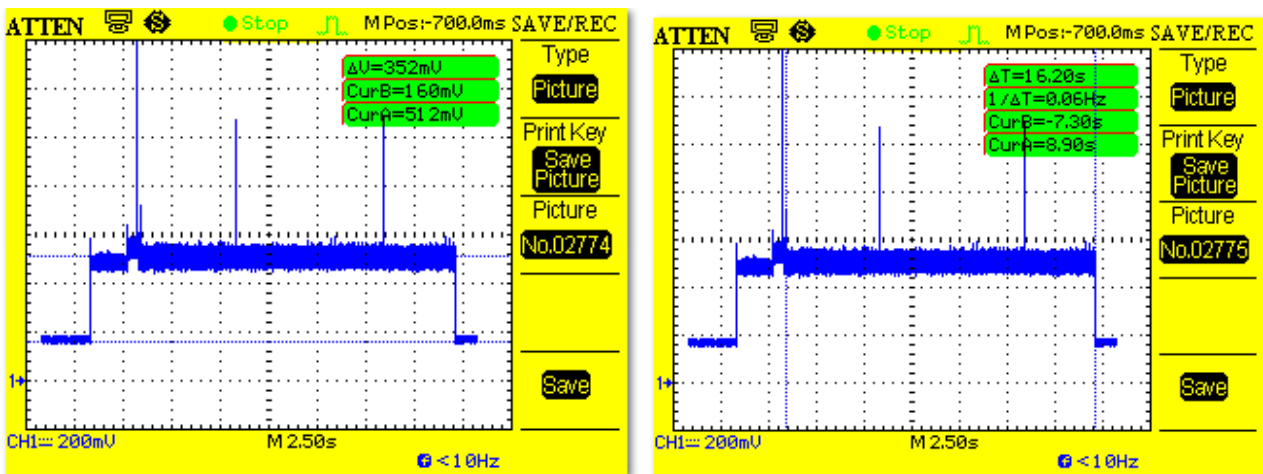 ATTEN Stop M Pos:-700.0ms SAVE/REC
Type
Picture
Print Key
Save
Picture
Picture
No.02774
Save
ΔV=352mV
CurB=160mV
CurA=512mV
1
CH1 200mV M 2.50s
<10Hz
ATTEN Stop M Pos:-700.0ms SAVE/REC
Type
Picture
Print Key
Save
Picture
Picture
No.02775
Save
ΔT=16.20s
1/ΔT=0.06Hz
CurB=-7.30s
CurA=8.90s
1
CH1 200mV M 2.50s
<10Hz